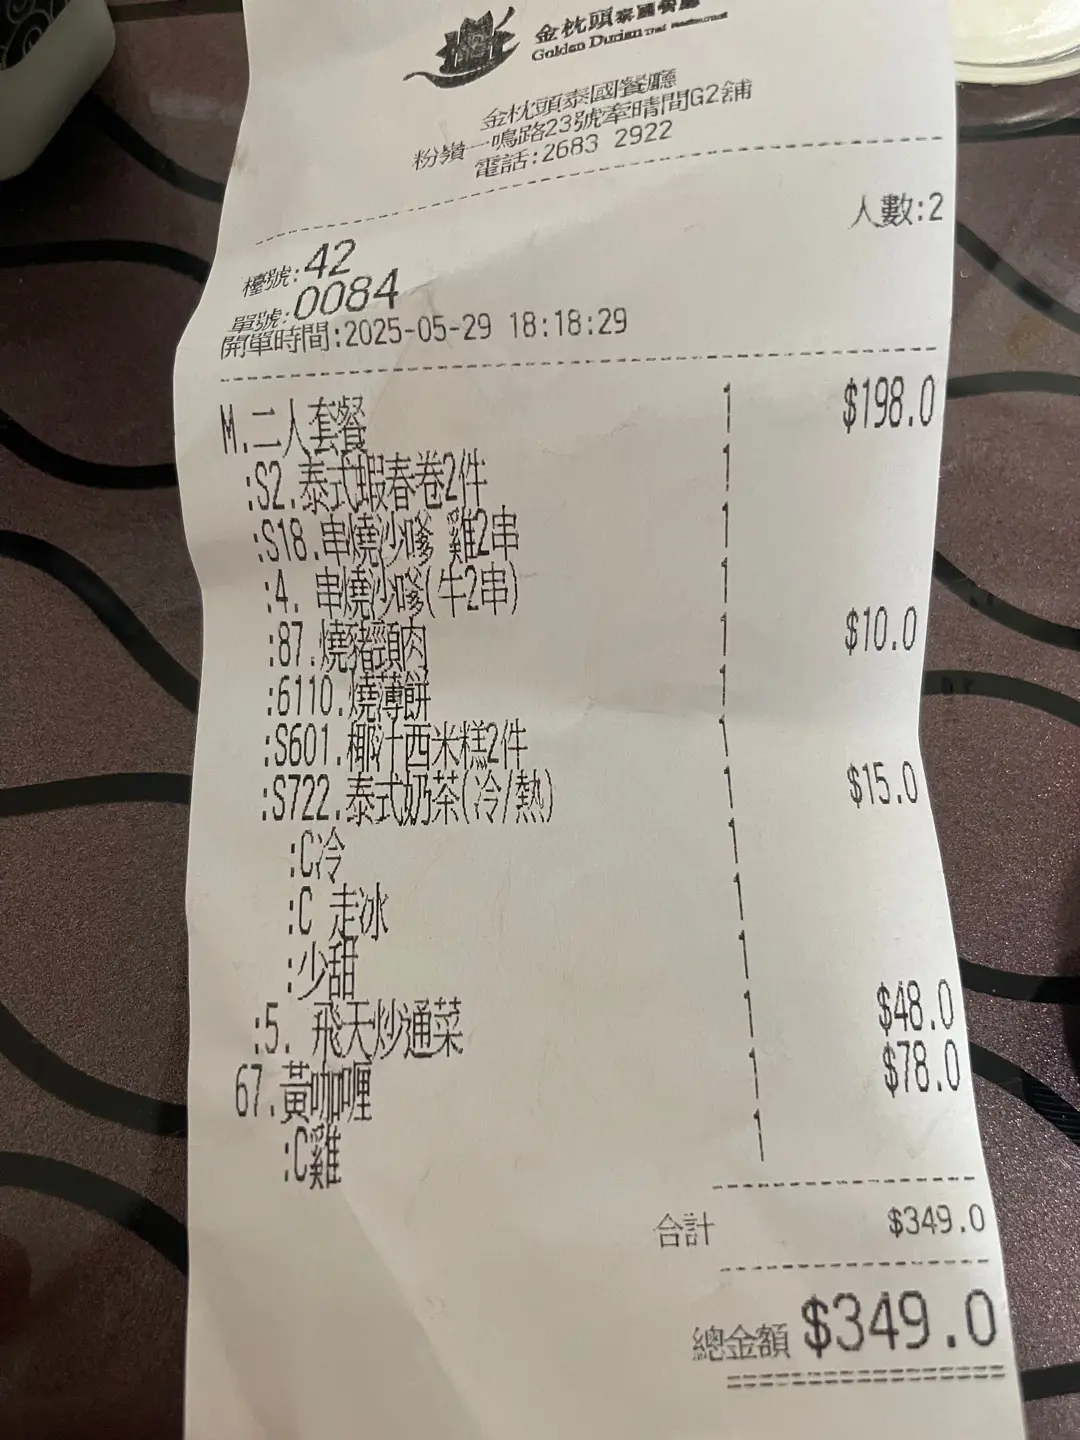 金枕頭泰國餐廳
Golden Durian Thai Restaurant
金枕頭泰國餐廳
粉嶺一鳴路23號牽晴間G2舖
電話:2683 2922
人數:2
檯號:42
單號:0084
開單時間:2025-05-29 18:18:29
M.二人套餐 1 $198.0
:S2.泰式蝦春卷2件 1
:S18.串燒沙嗲 雞2串 1
:4. 串燒沙嗲(牛2串) 1
:87.燒豬頸肉 1 $10.0
:6110.燒薄餅 1
:S601.椰汁西米糕2件 1
:S722.泰式奶茶(冷/熱) 1 $15.0
:C冷 1
:C 走冰 1
:少甜 1
:5. 飛天炒通菜 1 $48.0
67.黃咖喱 1 $78.0
:C雞 1
合計 $349.0
總金額 $349.0